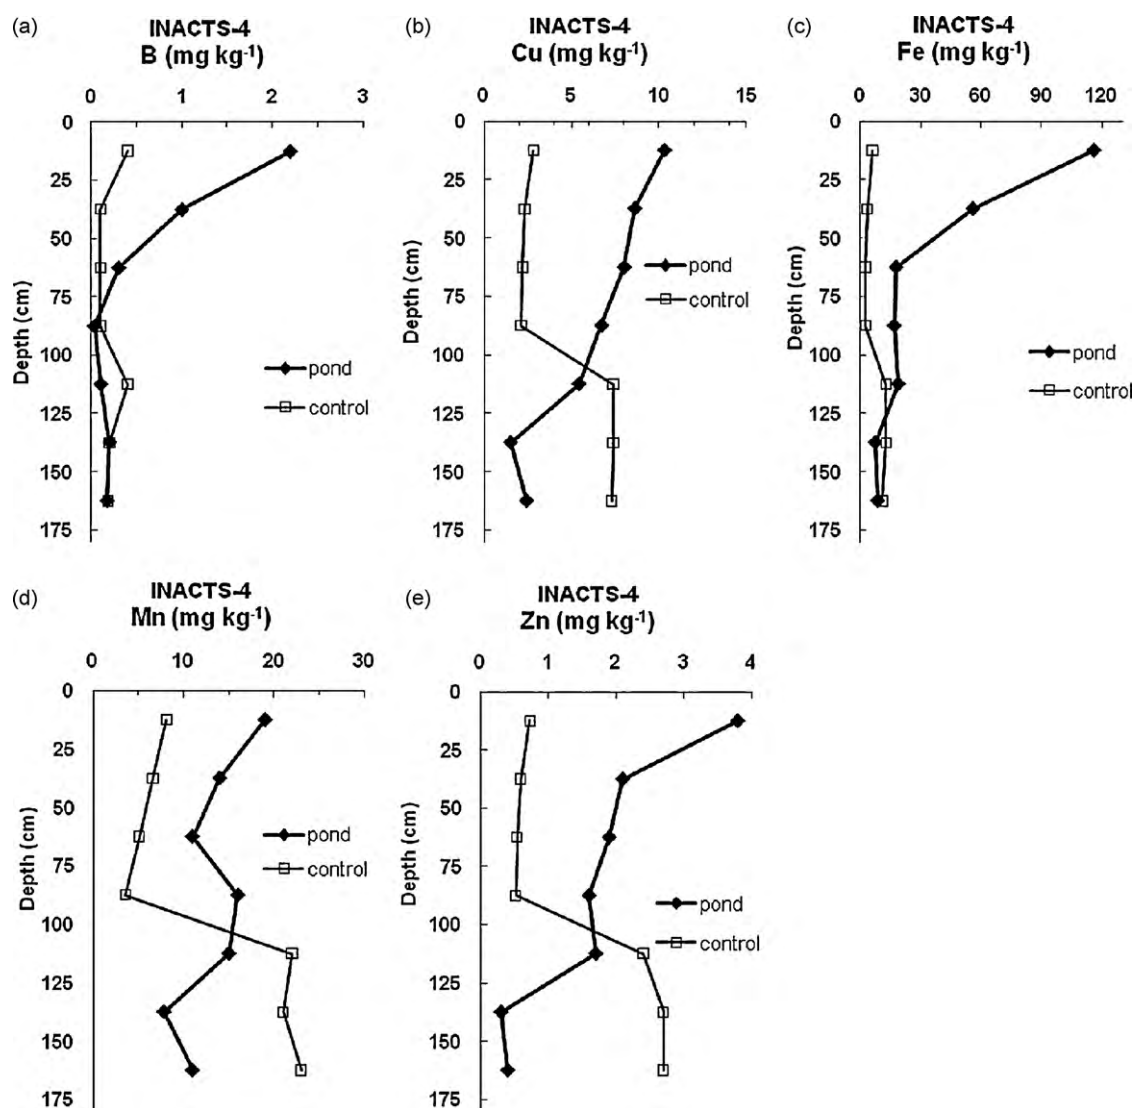 (a)
INACTS-4
B (mg kg-1)
0 1 2 3
0
25
50
75
100
125
150
175
Depth (cm)
pond
control
(b)
INACTS-4
Cu (mg kg-1)
0 5 10 15
0
25
50
75
100
125
150
175
Depth (cm)
pond
control
(c)
INACTS-4
Fe (mg kg-1)
0 30 60 90 120
0
25
50
75
100
125
150
175
Depth (cm)
pond
control
(d)
INACTS-4
Mn (mg kg-1)
0 10 20 30
0
25
50
75
100
125
150
175
Depth (cm)
pond
control
(e)
INACTS-4
Zn (mg kg-1)
0 1 2 3 4
0
25
50
75
100
125
150
175
Depth (cm)
pond
control